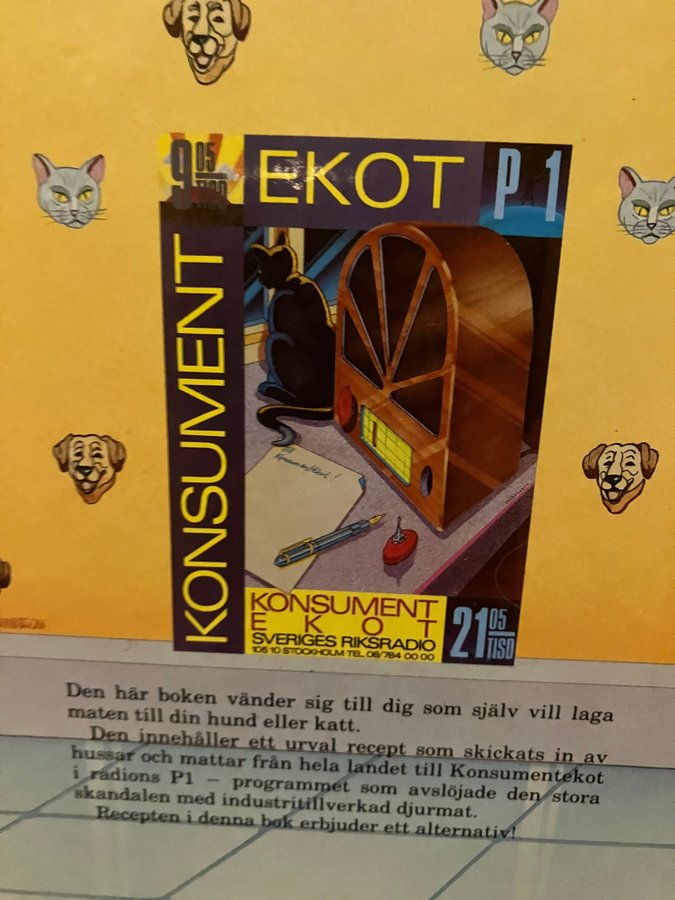 9 05 TISD
EKOT
P1
KONSUMENT
KONSUMENT
EKOT
SVERIGES RIKSRADIO
105 10 STOCKHOLM TEL. 08/784 00 00
21 05 TISD
Den här boken vänder sig till dig som själv vill laga
maten till din hund eller katt.
Den innehåller ett urval recept som skickats in av
hussar och mattar från hela landet till Konsumentekot
i radions P1 – programmet som avslöjade den stora
skandalen med industritillverkad djurmat.
Recepten i denna bok erbjuder ett alternativ!